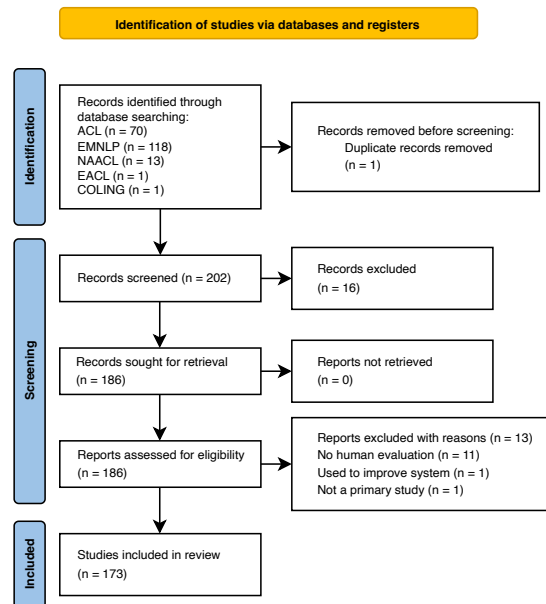 Identification of studies via databases and registers
Identification
Records identified through
database searching:
ACL (n = 70)
EMNLP (n = 118)
NAACL (n = 13)
EACL (n = 1)
COLING (n = 1)
Records removed before screening:
Duplicate records removed
(n = 1)
Screening
Records screened (n = 202)
Records excluded
(n = 16)
Records sought for retrieval
(n = 186)
Reports not retrieved
(n = 0)
Reports assessed for eligibility
(n = 186)
Reports excluded with reasons (n = 13)
No human evaluation (n = 11)
Used to improve system (n = 1)
Not a primary study (n = 1)
Included
Studies included in review
(n = 173)